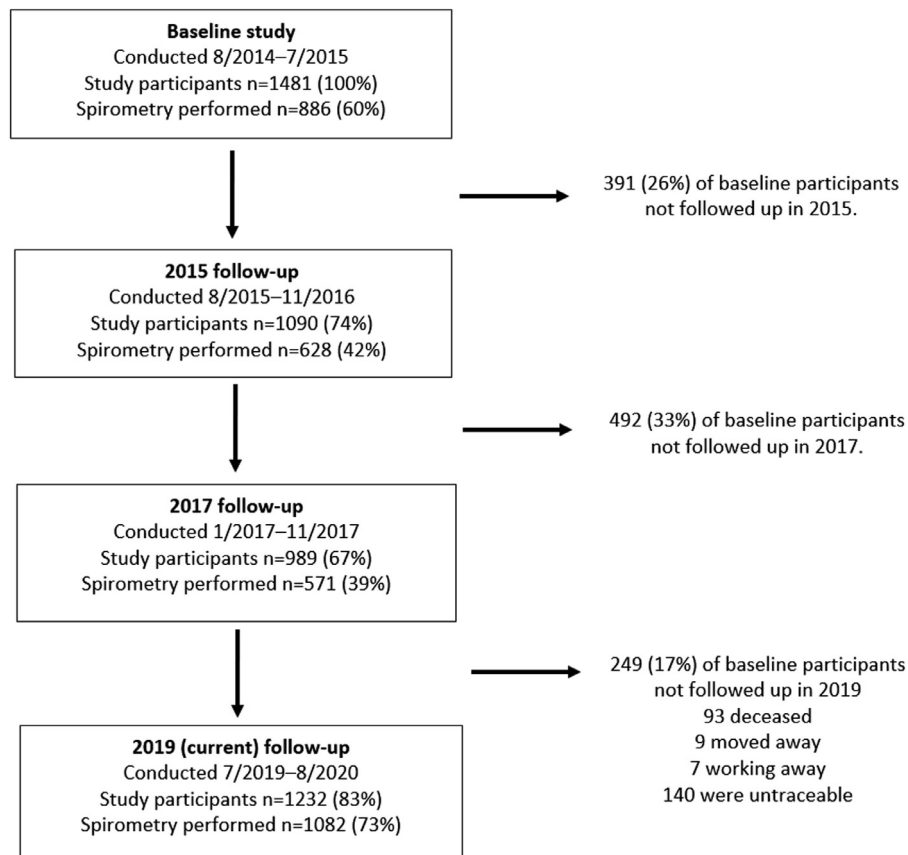 Baseline study
Conducted 8/2014–7/2015
Study participants n=1481 (100%)
Spirometry performed n=886 (60%)
391 (26%) of baseline participants
not followed up in 2015.
2015 follow-up
Conducted 8/2015–11/2016
Study participants n=1090 (74%)
Spirometry performed n=628 (42%)
492 (33%) of baseline participants
not followed up in 2017.
2017 follow-up
Conducted 1/2017–11/2017
Study participants n=989 (67%)
Spirometry performed n=571 (39%)
249 (17%) of baseline participants
not followed up in 2019
93 deceased
9 moved away
7 working away
140 were untraceable
2019 (current) follow-up
Conducted 7/2019–8/2020
Study participants n=1232 (83%)
Spirometry performed n=1082 (73%)